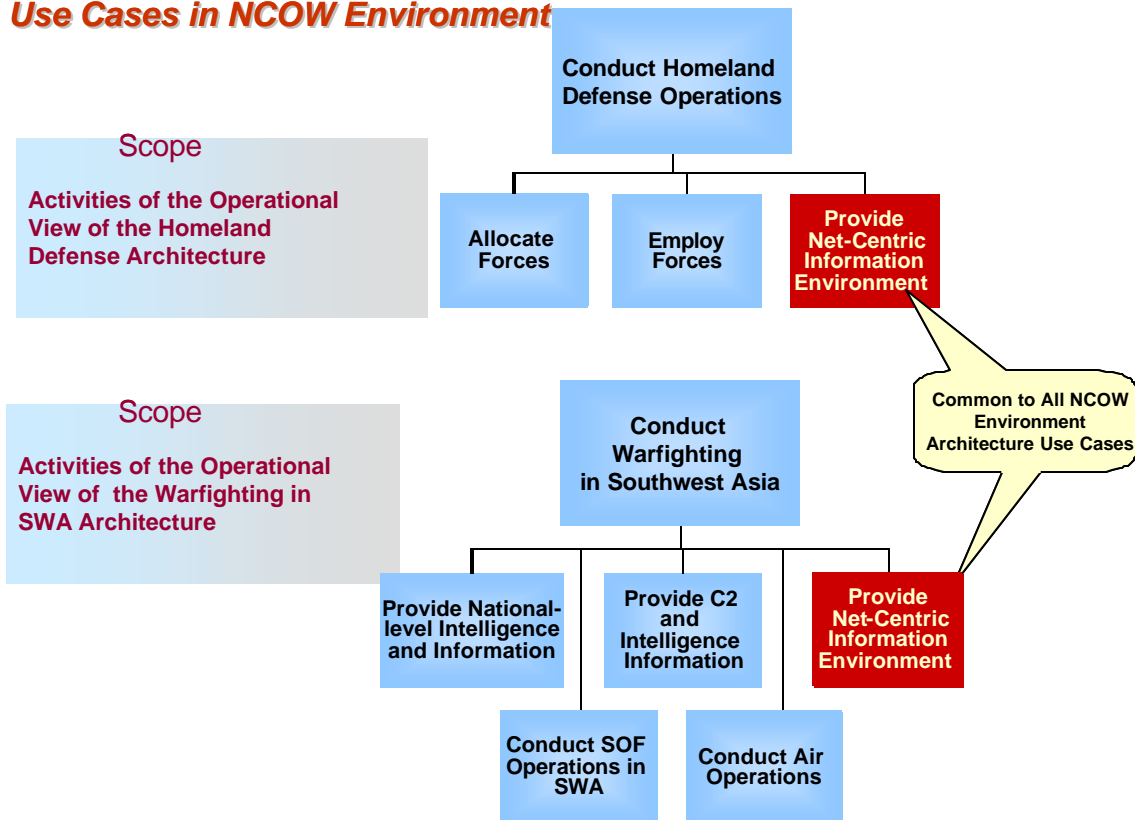 Use Cases in NCOW Environment
Conduct Homeland
Defense Operations
Scope
Activities of the Operational
View of the Homeland
Defense Architecture
Allocate
Forces
Employ
Forces
Provide
Net-Centric
Information
Environment
Common to All NCOW
Environment
Architecture Use Cases
Scope
Activities of the Operational
View of the Warfighting in
SWA Architecture
Conduct
Warfighting
in Southwest Asia
Provide National-
level Intelligence
and Information
Provide C2
and
Intelligence
Information
Provide
Net-Centric
Information
Environment
Conduct SOF
Operations in
SWA
Conduct Air
Operations